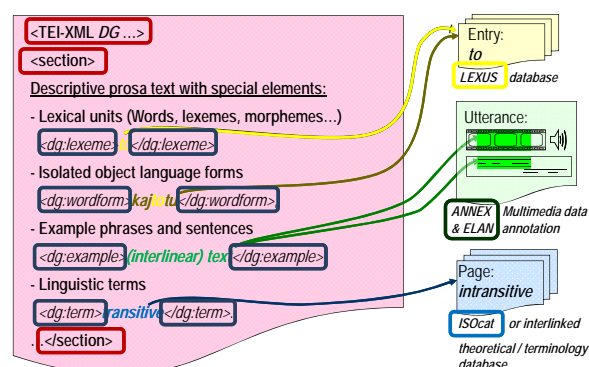 <TEI-XML DG ...>
<section>
Descriptive prosa text with special elements:
- Lexical units (Words, lexemes, morphemes...)
<dg:lexeme> </dg:lexeme>
- Isolated object language forms
<dg:wordform>kajtotu</dg:wordform>
- Example phrases and sentences
<dg:example>(interlinear) tex</dg:example>
- Linguistic terms
<dg:term>ransitive</dg:term>.
...</section>
Entry:
to
LEXUS database
Utterance:
ANNEX Multimedia data
& ELAN annotation
Page:
intransitive
ISOcat or interlinked
theoretical / terminology
database